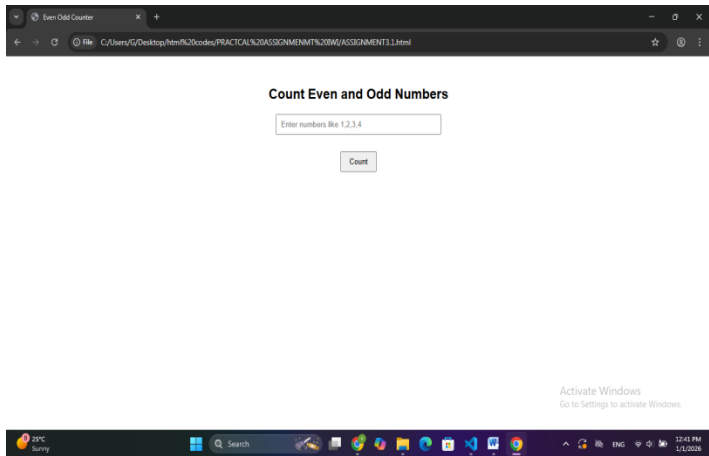 Even Odd Counter
File C:/Users/G/Desktop/html%20codes/PRACTCAL%20ASSIGNMENMT%20IWI/ASSIGNMENT3.1.html
Count Even and Odd Numbers
Enter numbers like 1,2,3,4
Count
Activate Windows
Go to Settings to activate Windows.
25°C
Sunny
Search
ENG
12:41 PM
1/1/2026